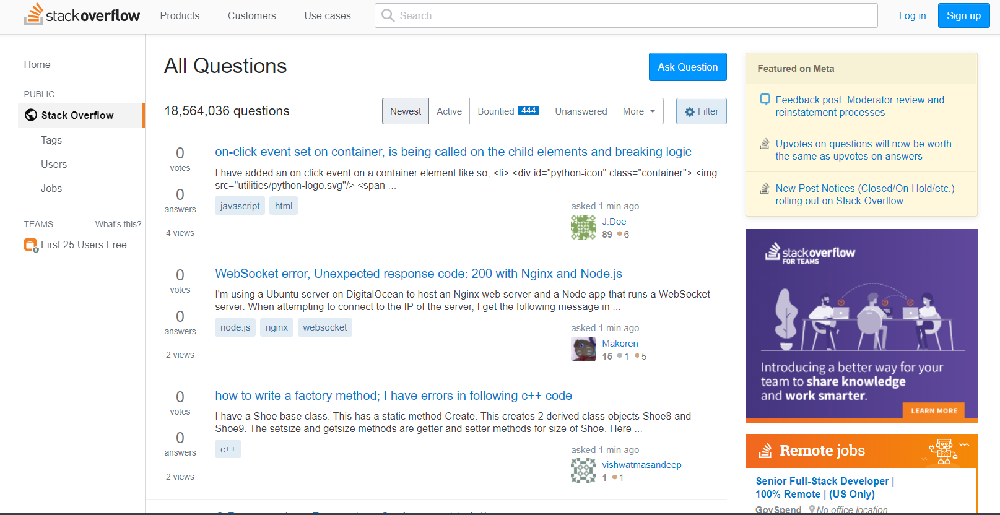 stackoverflow
Products
Customers
Use cases
Search...
Log in
Sign up
Home
PUBLIC
Stack Overflow
Tags
Users
Jobs
TEAMS
What's this?
First 25 Users Free
All Questions
Ask Question
18,564,036 questions
Newest
Active
Bountied 444
Unanswered
More
Filter
0
votes
0
answers
4 views
on-click event set on container, is being called on the child elements and breaking logic
I have added an on click event on a container element like so, <li> <div id="python-icon" class="container"> <img
src="utilities/python-logo.svg"/> <span ...
javascript
html
asked 1 min ago
J.Doe
89 6
0
votes
0
answers
2 views
WebSocket error, Unexpected response code: 200 with Nginx and Node.js
I'm using a Ubuntu server on DigitalOcean to host an Nginx web server and a Node app that runs a WebSocket
server. When attempting to connect to the IP of the server, I get the following message in ...
node.js
nginx
websocket
asked 1 min ago
Makoren
15 1 5
0
votes
0
answers
2 views
how to write a factory method; I have errors in following c++ code
I have a Shoe base class. This has a static method Create. This creates 2 derived class objects Shoe8 and
Shoe9. The setsize and getsize methods are getter and setter methods for size of Shoe. Here ...
c++
asked 1 min ago
vishwatmasandeep
1 1
Featured on Meta
Feedback post: Moderator review and
reinstatement processes
Upvotes on questions will now be worth
the same as upvotes on answers
New Post Notices (Closed/On Hold/etc.)
rolling out on Stack Overflow
stackoverflow
FOR TEAMS
Introducing a better way for your
team to share knowledge
and work smarter.
LEARN MORE
Remote jobs
Senior Full-Stack Developer |
100% Remote | (US Only)
GovSpend No office location